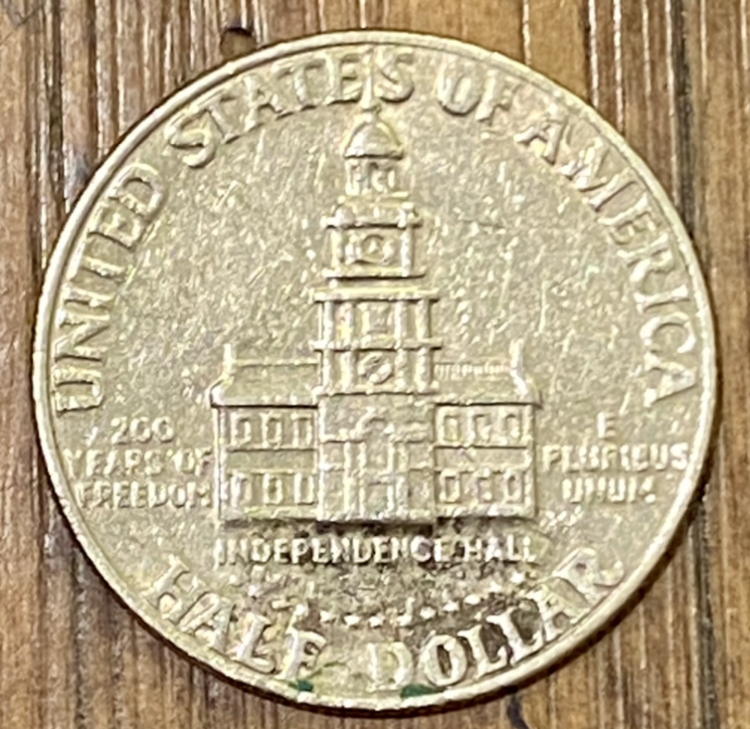 UNITED STATES OF AMERICA
200
YEARS OF
FREEDOM
E
PLURIBUS
UNUM
INDEPENDENCE HALL
HALF DOLLAR